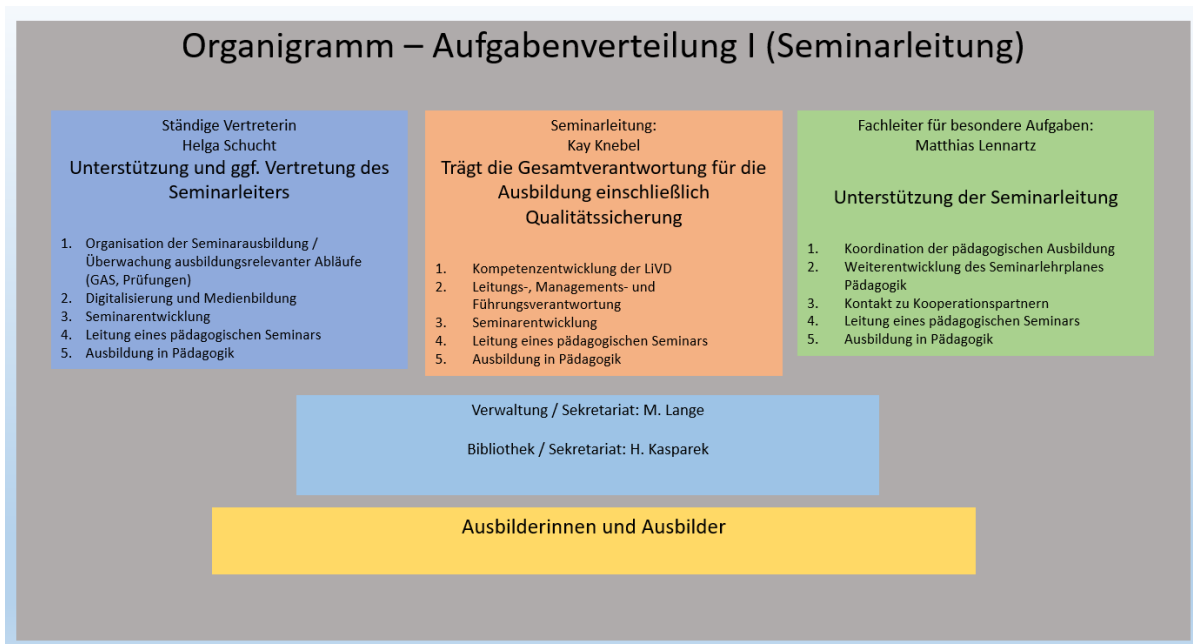 Organigramm – Aufgabenverteilung I (Seminarleitung)
Ständige Vertreterin
Helga Schucht
Unterstützung und ggf. Vertretung des
Seminarleiters
1. Organisation der Seminarausbildung /
Überwachung ausbildungsrelevanter Abläufe
(GAS, Prüfungen)
2. Digitalisierung und Medienbildung
3. Seminarentwicklung
4. Leitung eines pädagogischen Seminars
5. Ausbildung in Pädagogik
Seminarleitung:
Kay Knebel
Trägt die Gesamtverantwortung für die
Ausbildung einschließlich
Qualitätssicherung
1. Kompetenzentwicklung der LiVD
2. Leitungs-, Managements- und
Führungsverantwortung
3. Seminarentwicklung
4. Leitung eines pädagogischen Seminars
5. Ausbildung in Pädagogik
Fachleiter für besondere Aufgaben:
Matthias Lennartz
Unterstützung der Seminarleitung
1. Koordination der pädagogischen Ausbildung
2. Weiterentwicklung des Seminarlehrplanes
Pädagogik
3. Kontakt zu Kooperationspartnern
4. Leitung eines pädagogischen Seminars
5. Ausbildung in Pädagogik
Verwaltung / Sekretariat: M. Lange
Bibliothek / Sekretariat: H. Kasparek
Ausbilderinnen und Ausbilder